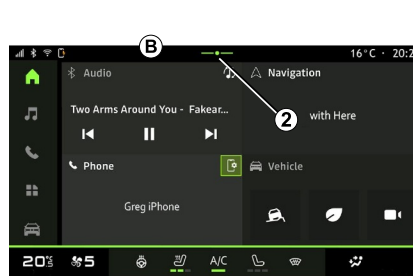 B
16°C · 20:2
Audio
Navigation
Two Arms Around You - Fakear...
2
with Here
Phone
Vehicle
Greg iPhone
20°5
5
A/C